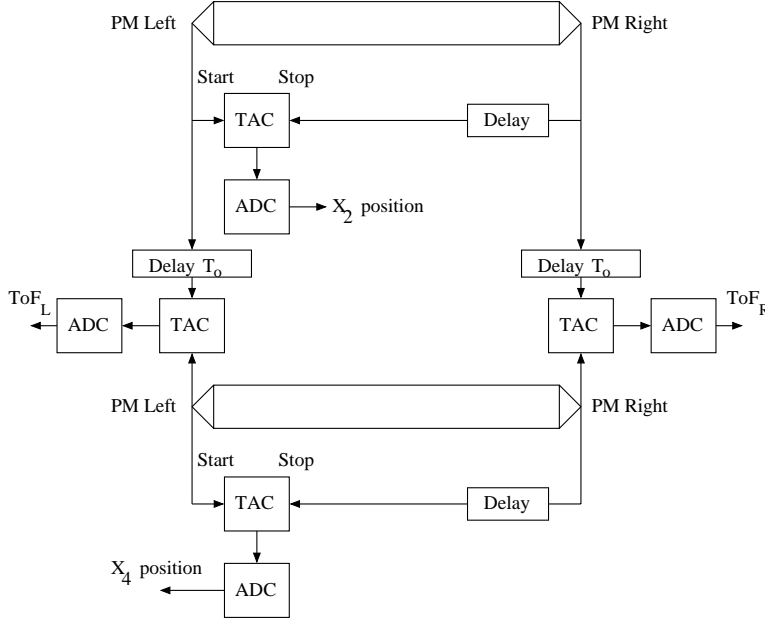 PM Left
PM Right
Start Stop
TAC
Delay
ADC
X2 position
Delay To
Delay To
ToFL
ADC
TAC
TAC
ADC
ToFR
PM Left
PM Right
Start Stop
TAC
Delay
X4 position
ADC